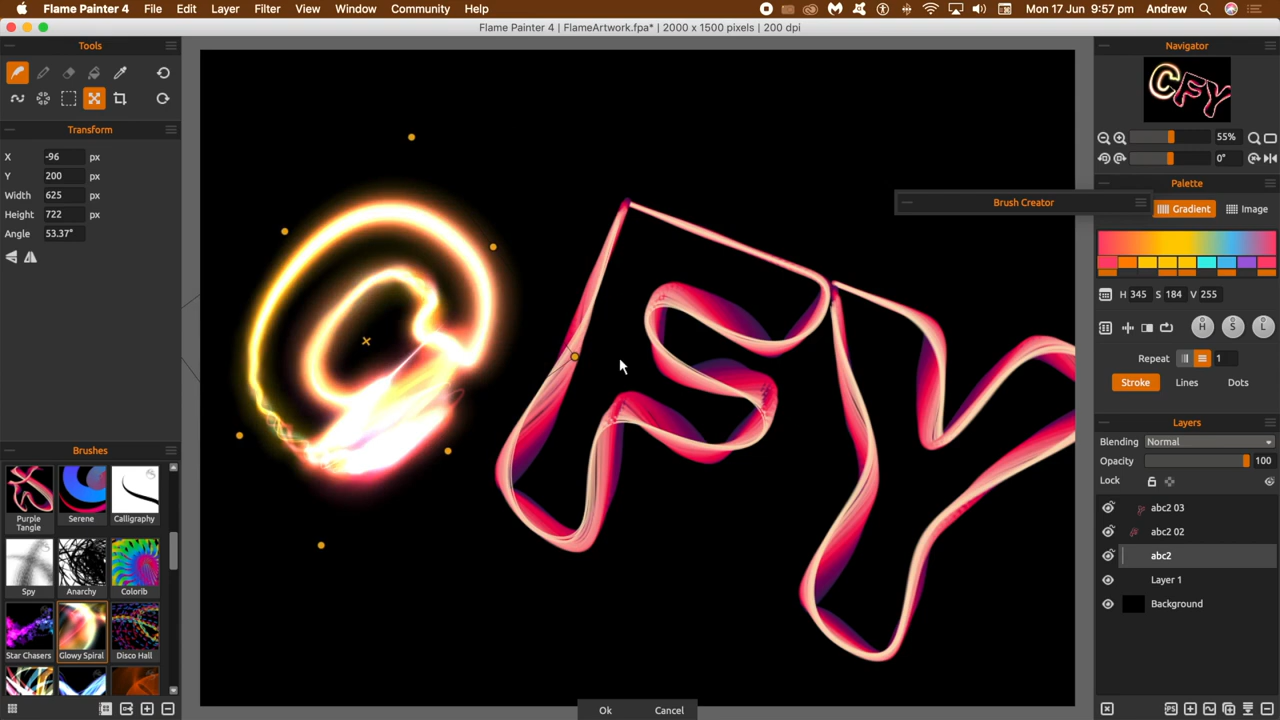 Flame Painter 4 File Edit Layer Filter View Window Community Help Mon 17 Jun 9:57 pm Andrew
Flame Painter 4 | FlameArtwork.fpa* | 2000 x 1500 pixels | 200 dpi
Tools
Transform
X -96 px
Y 200 px
Width 625 px
Height 722 px
Angle 53.37°
Brushes
Purple Tangle
Serene
Calligraphy
Spy
Anarchy
Colorib
Star Chasers
Glowy Spiral
Disco Hall
C F Y
Ok Cancel
Brush Creator
Navigator
CFY
55%
0°
Palette
Gradient Image
H 345 S 184 V 255
H S L
Repeat 1
Stroke Lines Dots
Layers
Blending Normal
Opacity 100
Lock
abc2 03
abc2 02
abc2
Layer 1
Background
PS